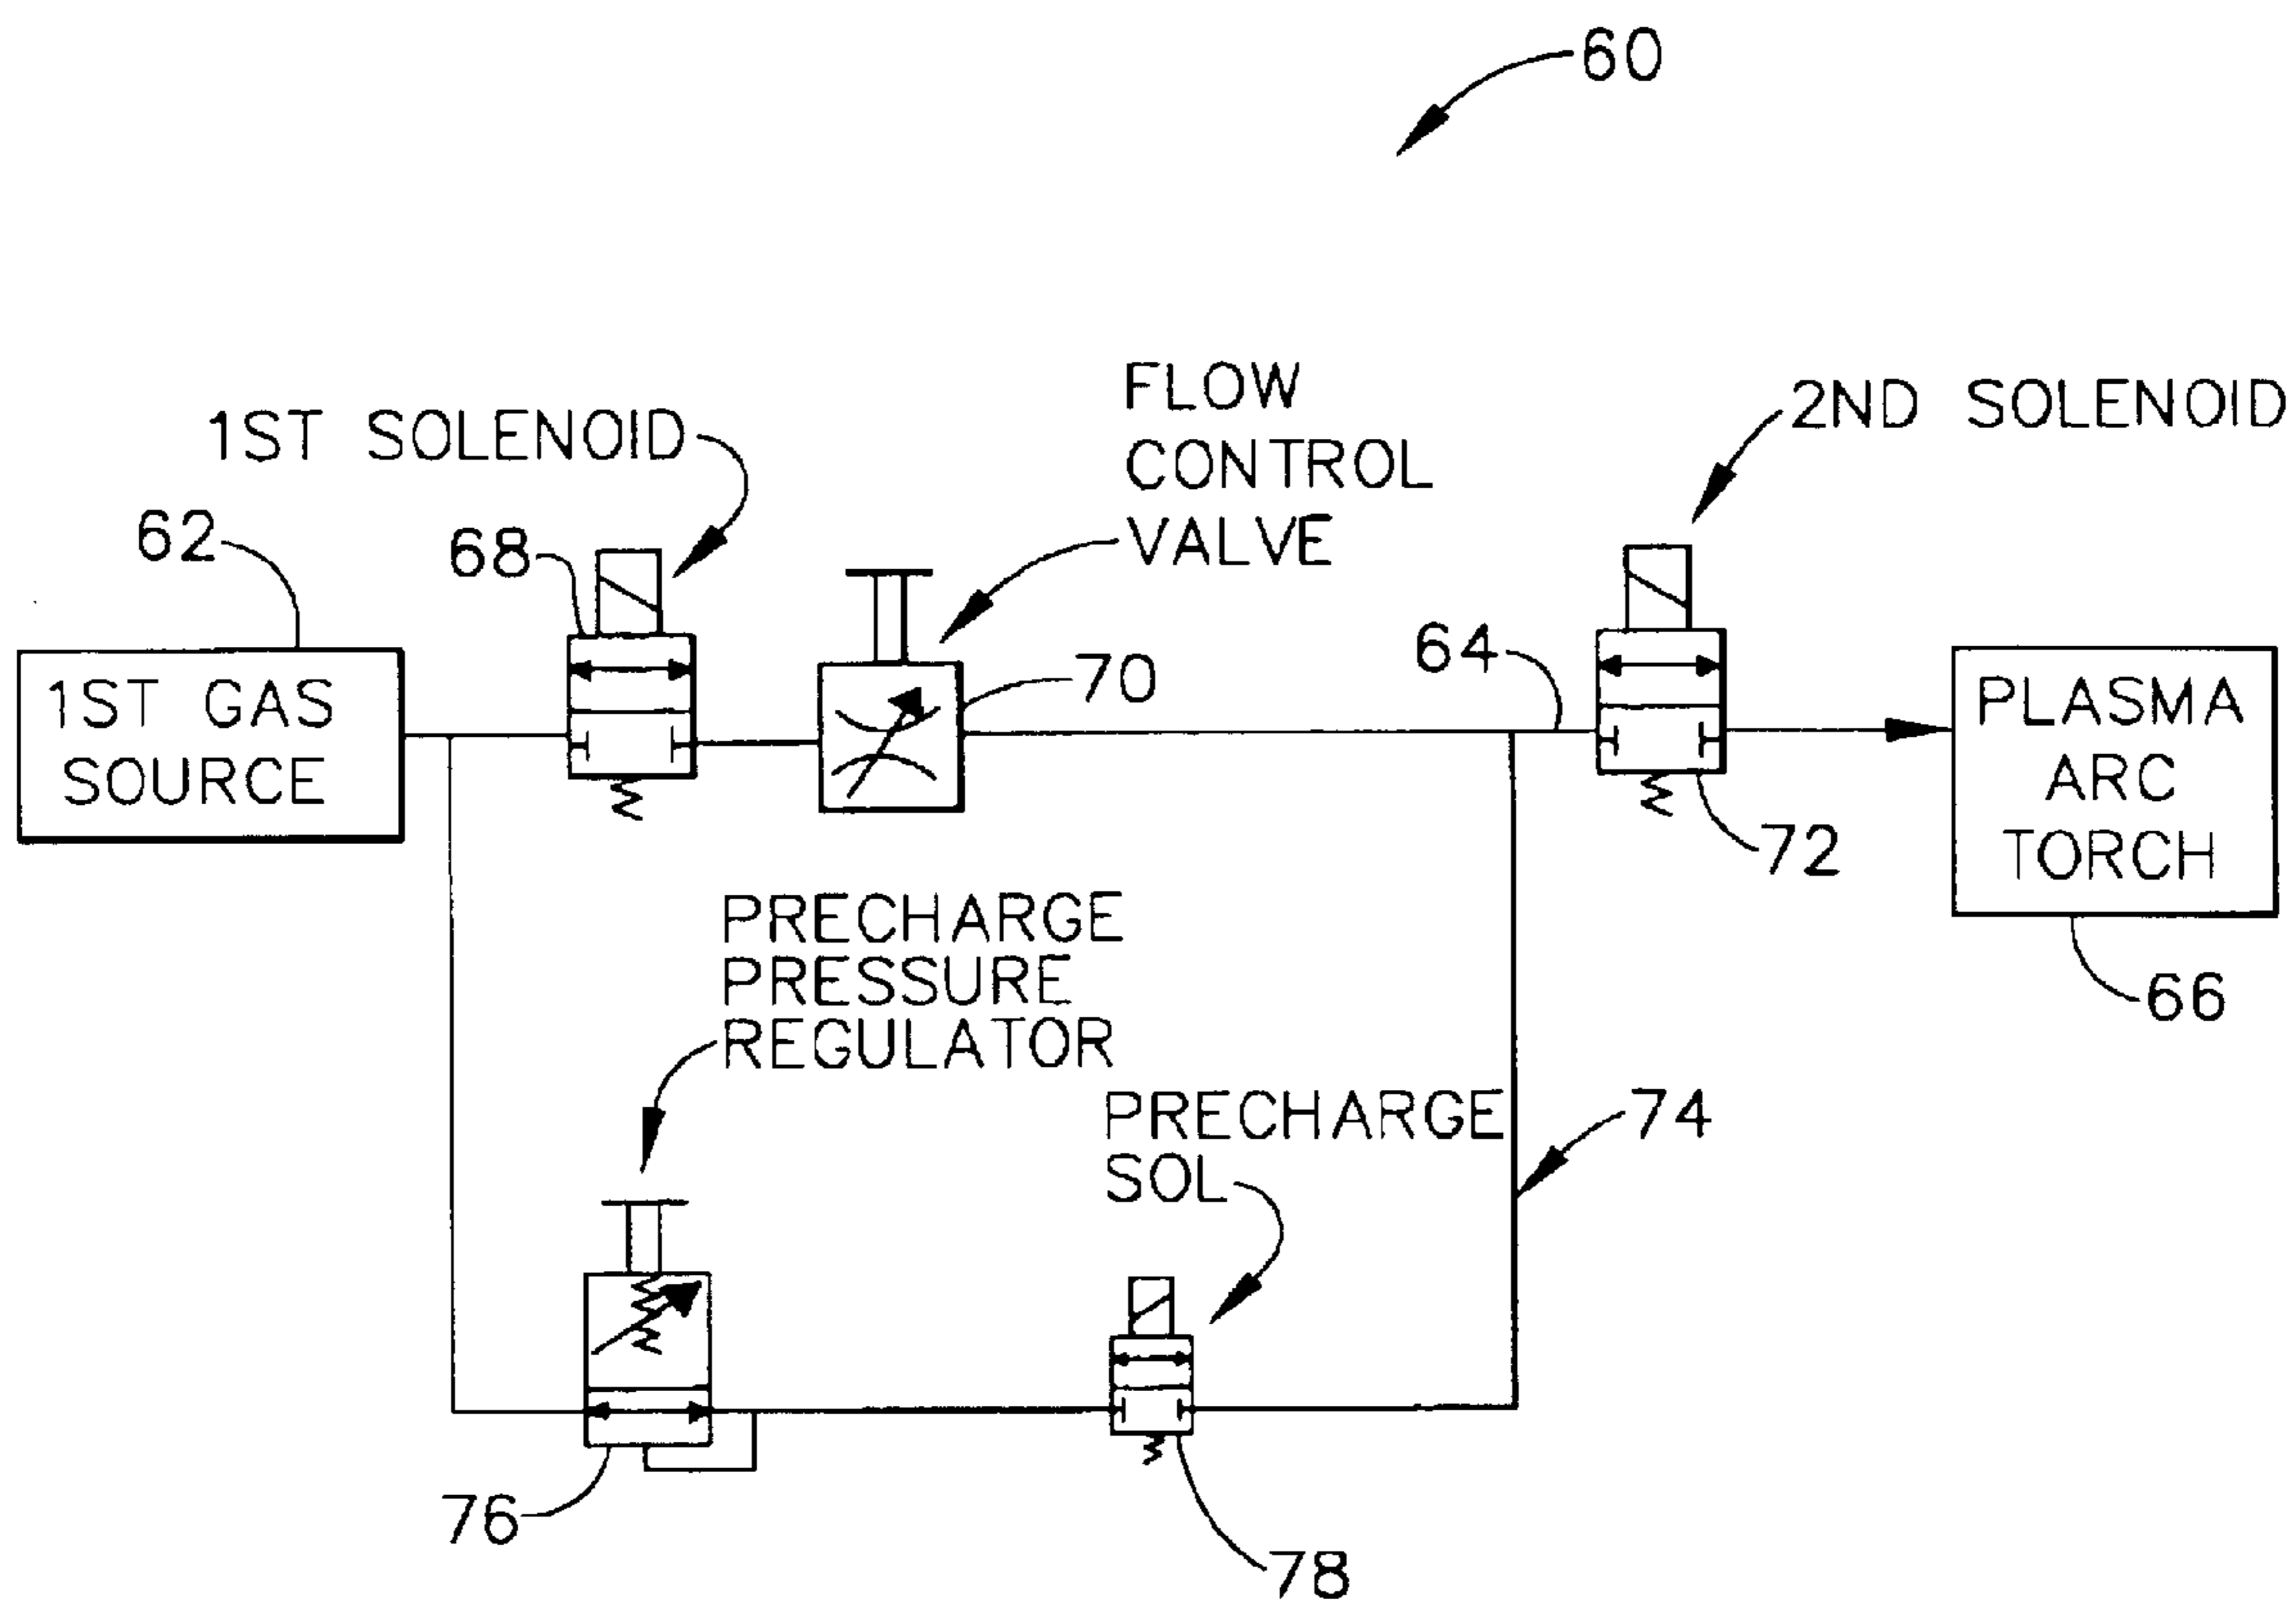 60
FLOW
CONTROL
VALVE
2ND SOLENOID
1ST SOLENOID
62
68
70
64
1ST GAS
SOURCE
PLASMA
ARC
TORCH
72
66
PRECHARGE
PRESSURE
REGULATOR
PRECHARGE
SOL
74
76
78